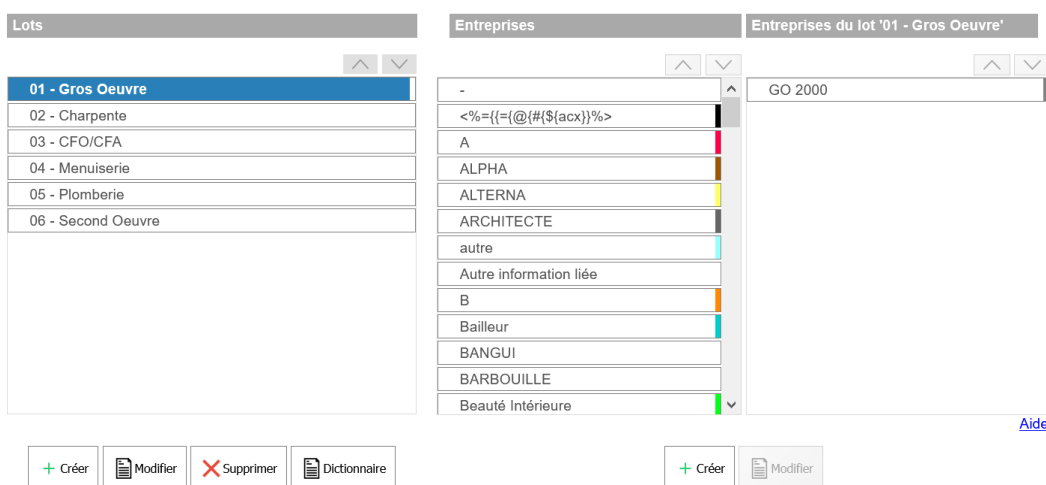 Lots
01 - Gros Oeuvre
02 - Charpente
03 - CFO/CFA
04 - Menuiserie
05 - Plomberie
06 - Second Oeuvre
Entreprises
-
<%={{={@{#{${acx}}%>
A
ALPHA
ALTERNA
ARCHITECTE
autre
Autre information liée
B
Bailleur
BANGUI
BARBOUILLE
Beauté Intérieure
Entreprises du lot '01 - Gros Oeuvre'
GO 2000
Aide
Créer Modifier Supprimer Dictionnaire
Créer Modifier